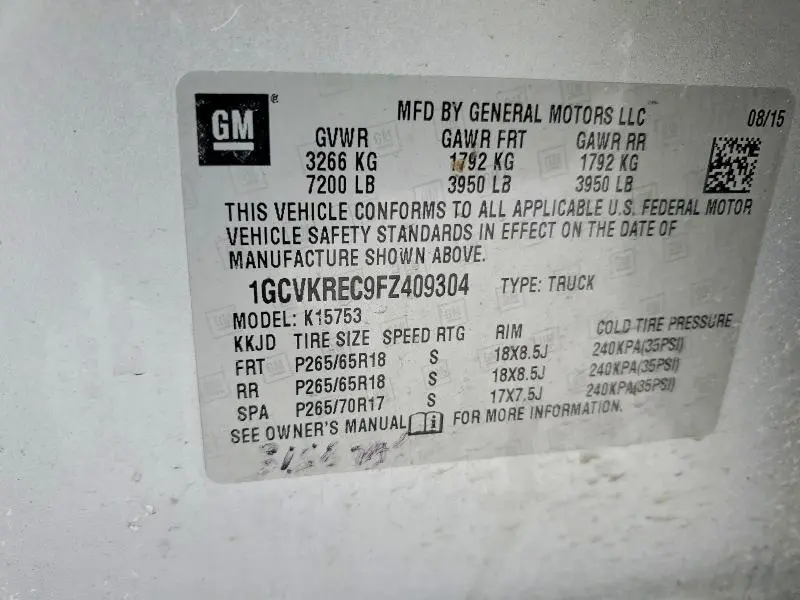 GM ® MFD BY GENERAL MOTORS LLC 08/15
GVWR GAWR FRT GAWR RR
3266 KG 1792 KG 1792 KG
7200 LB 3950 LB 3950 LB
THIS VEHICLE CONFORMS TO ALL APPLICABLE U.S. FEDERAL MOTOR
VEHICLE SAFETY STANDARDS IN EFFECT ON THE DATE OF
MANUFACTURE SHOWN ABOVE.
1GCVKREC9FZ409304 TYPE: TRUCK
MODEL: K15753
KKJD TIRE SIZE SPEED RTG RIM COLD TIRE PRESSURE
FRT P265/65R18 S 18X8.5J 240KPA(35PSI)
RR P265/65R18 S 18X8.5J 240KPA(35PSI)
SPA P265/70R17 S 17X7.5J 240KPA(35PSI)
SEE OWNER'S MANUAL FOR MORE INFORMATION.